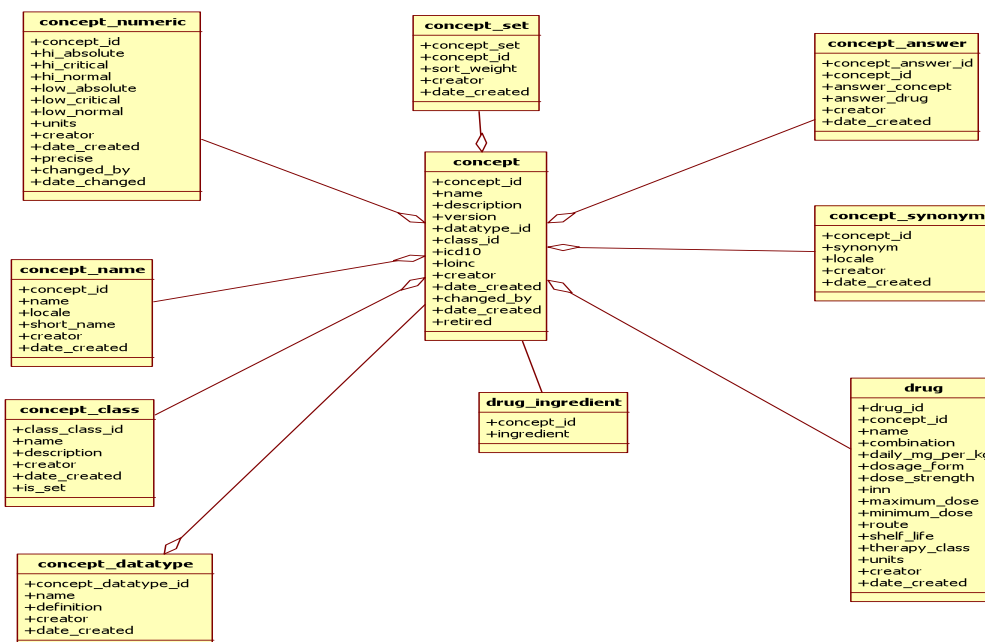 concept_numeric
+concept_id
+hi_absolute
+hi_critical
+hi_normal
+low_absolute
+low_critical
+low_normal
+units
+creator
+date_created
+precise
+changed_by
+date_changed
concept_set
+concept_set
+concept_id
+sort_weight
+creator
+date_created
concept_answer
+concept_answer_id
+concept_id
+answer_concept
+answer_drug
+creator
+date_created
concept
+concept_id
+name
+description
+version
+datatype_id
+class_id
+icd10
+loinc
+creator
+date_created
+changed_by
+date_created
+retired
concept_synonym
+concept_id
+synonym
+locale
+creator
+date_created
concept_name
+concept_id
+name
+locale
+short_name
+creator
+date_created
concept_class
+class_class_id
+name
+description
+creator
+date_created
+is_set
drug_ingredient
+concept_id
+ingredient
drug
+drug_id
+concept_id
+name
+combination
+daily_mg_per_k
+dosage_form
+dose_strength
+inn
+maximum_dose
+minimum_dose
+route
+shelf_life
+therapy_class
+units
+creator
+date_created
concept_datatype
+concept_datatype_id
+name
+definition
+creator
+date_created